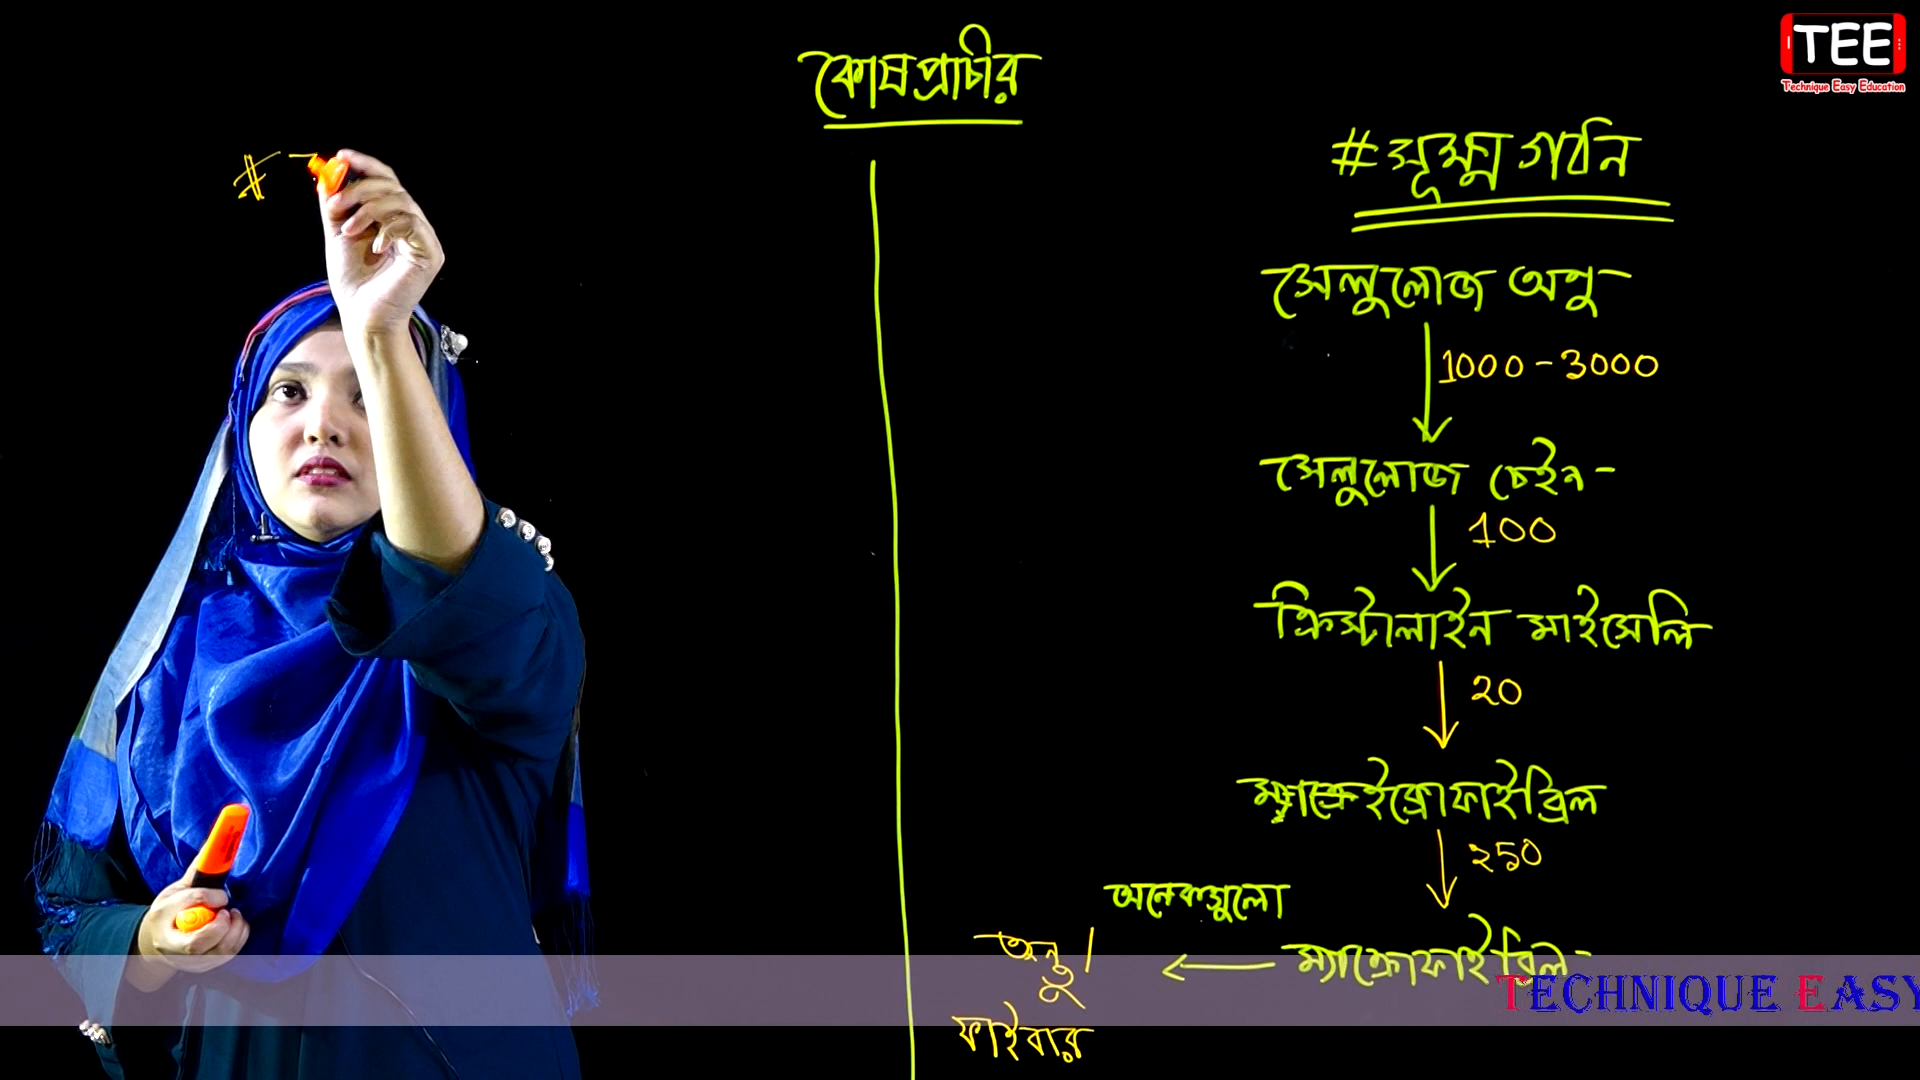 কোষপ্রাচীর
TEE
Technique Easy Education
#
#সূক্ষ্ম গঠন
সেলুলোজ অণু
1000-3000
সেলুলোজ চেইন
100
ক্রিস্টালাইন মাইসেলি
20
মাইক্রোফাইব্রিল
250
অনেকগুলো
ম্যাক্রোফাইব্রিল
তন্তু /
ফাইবার
TECHNIQUE EASY